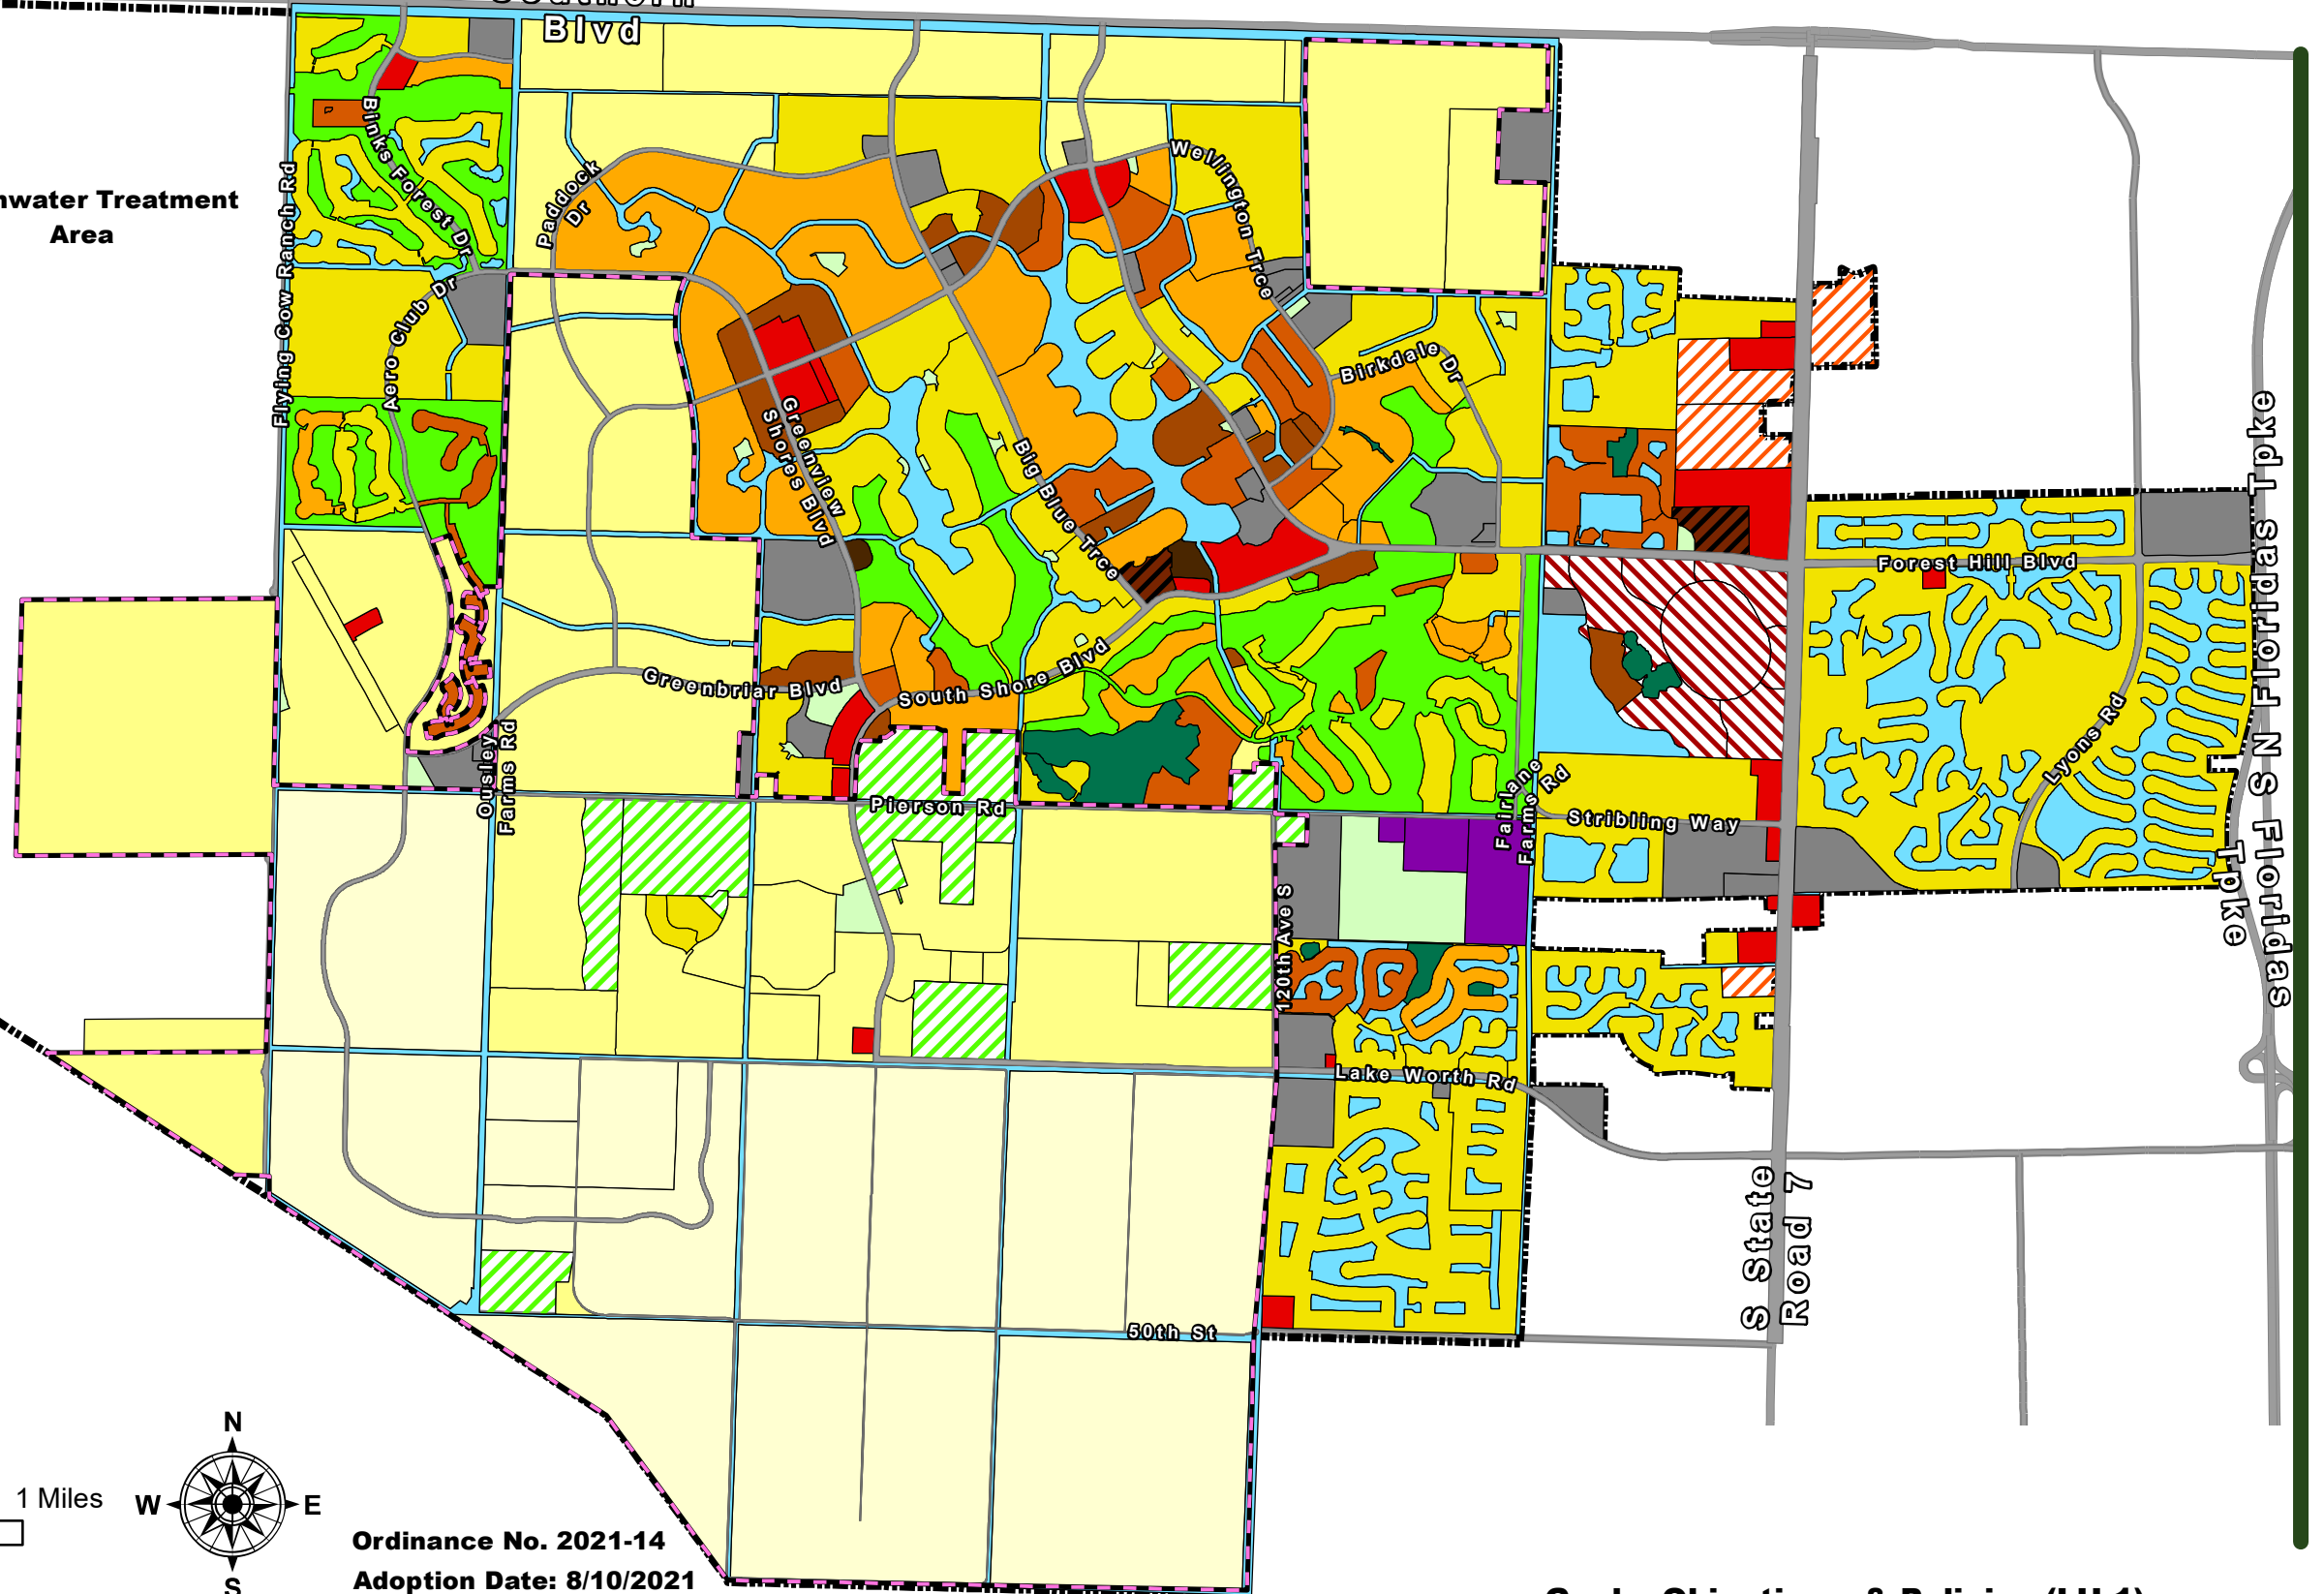 Blvd
Binks Forest Dr
Paddock
Dr
Wellington Trce
nwater Treatment
Area
Flying Cow Ranch Rd
Aero Club Dr
Birkdale Dr
Greenview
Shores Blvd
Big Blue Trce
Forest Hill Blvd
S N Floridas Tpke
S Floridas
Tpke
Greenbriar Blvd
South Shore Blvd
Lyons Rd
Ousley
Farms Rd
Pierson Rd
Fairlane
Farms Rd
Stribling Way
120th Ave S
Lake Worth Rd
S State
Road 7
50th St
N
W
E
S
1 Miles
Ordinance No. 2021-14
Adoption Date: 8/10/2021